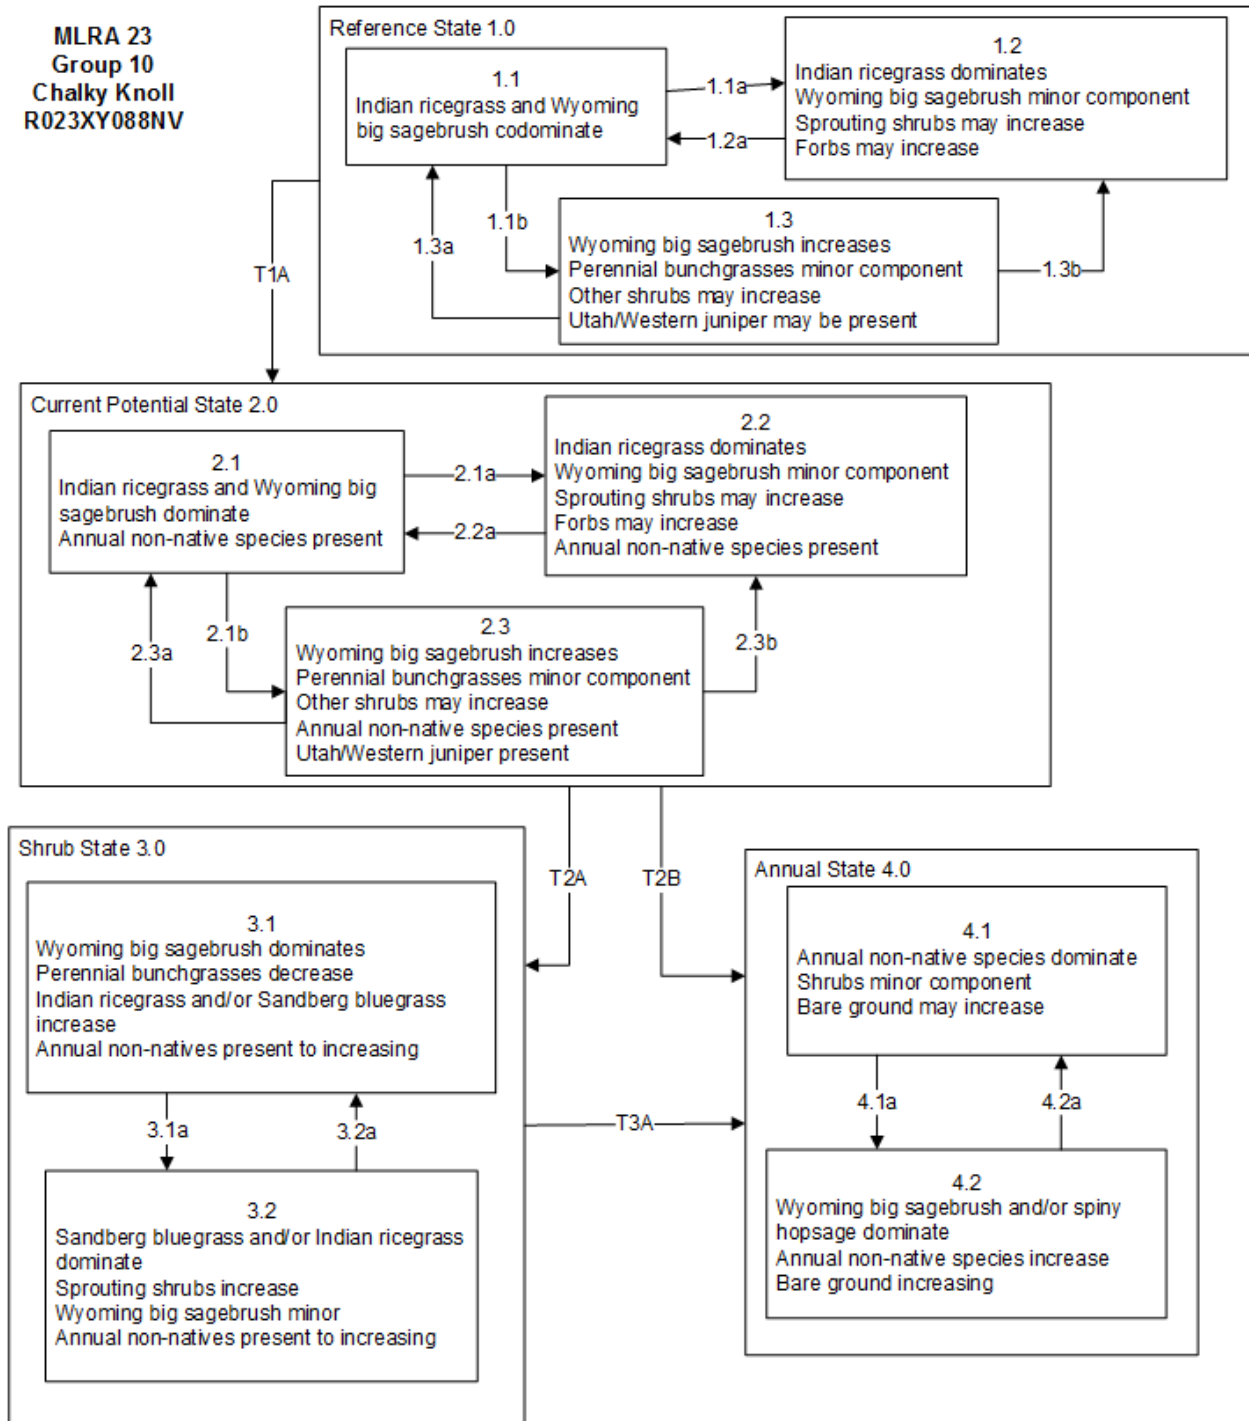 MLRA 23
Group 10
Chalky Knoll
R023XY088NV
Reference State 1.0
1.1
Indian ricegrass and Wyoming
big sagebrush codominate
1.1a
1.2a
1.2
Indian ricegrass dominates
Wyoming big sagebrush minor component
Sprouting shrubs may increase
Forbs may increase
1.1b
1.3a
1.3
Wyoming big sagebrush increases
Perennial bunchgrasses minor component
Other shrubs may increase
Utah/Western juniper may be present
1.3b
T1A
Current Potential State 2.0
2.1
Indian ricegrass and Wyoming big
sagebrush dominate
Annual non-native species present
2.1a
2.2a
2.2
Indian ricegrass dominates
Wyoming big sagebrush minor component
Sprouting shrubs may increase
Forbs may increase
Annual non-native species present
2.1b
2.3a
2.3
Wyoming big sagebrush increases
Perennial bunchgrasses minor component
Other shrubs may increase
Annual non-native species present
Utah/Western juniper present
2.3b
T2A
T2B
Shrub State 3.0
3.1
Wyoming big sagebrush dominates
Perennial bunchgrasses decrease
Indian ricegrass and/or Sandberg bluegrass
increase
Annual non-natives present to increasing
3.1a
3.2a
3.2
Sandberg bluegrass and/or Indian ricegrass
dominate
Sprouting shrubs increase
Wyoming big sagebrush minor
Annual non-natives present to increasing
T3A
Annual State 4.0
4.1
Annual non-native species dominate
Shrubs minor component
Bare ground may increase
4.1a
4.2a
4.2
Wyoming big sagebrush and/or spiny
hopsage dominate
Annual non-native species increase
Bare ground increasing